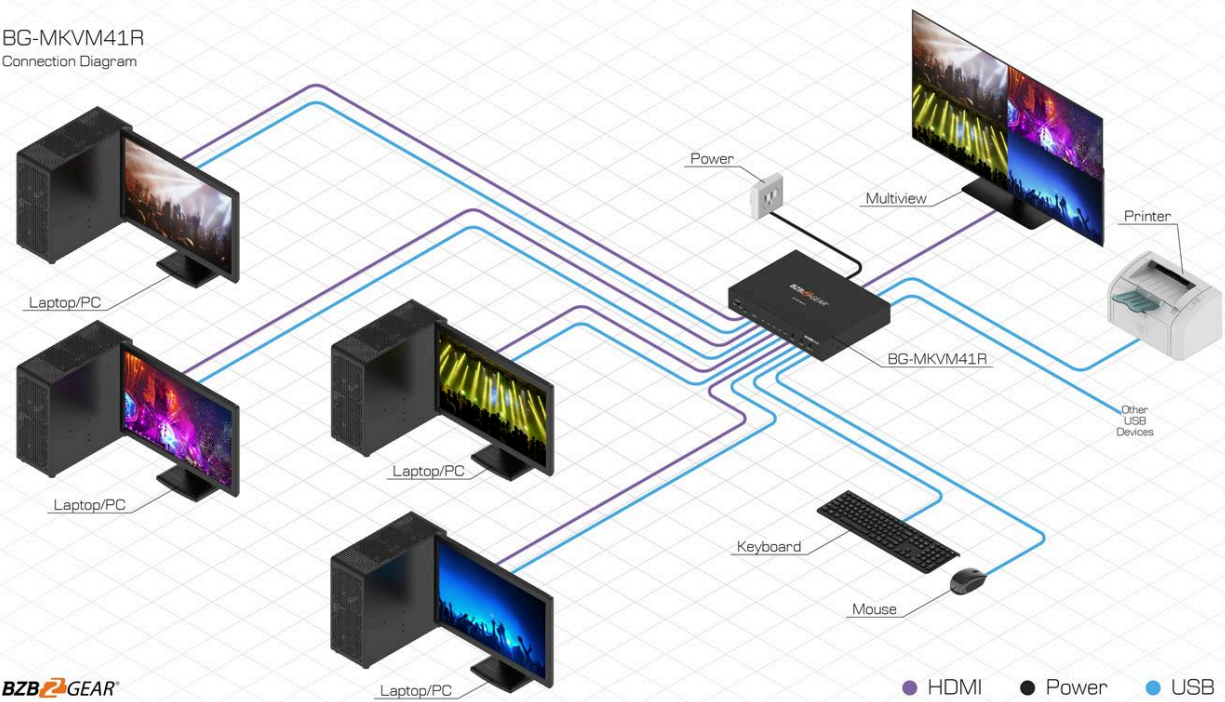 BG-MKVM41R
Connection Diagram
Power
Multiview
Printer
BZBGEAR
Laptop/PC
BG-MKVM41R
Other
USB
Devices
Laptop/PC
Laptop/PC
Keyboard
Mouse
Laptop/PC
BZBGEAR®
HDMI
Power
USB